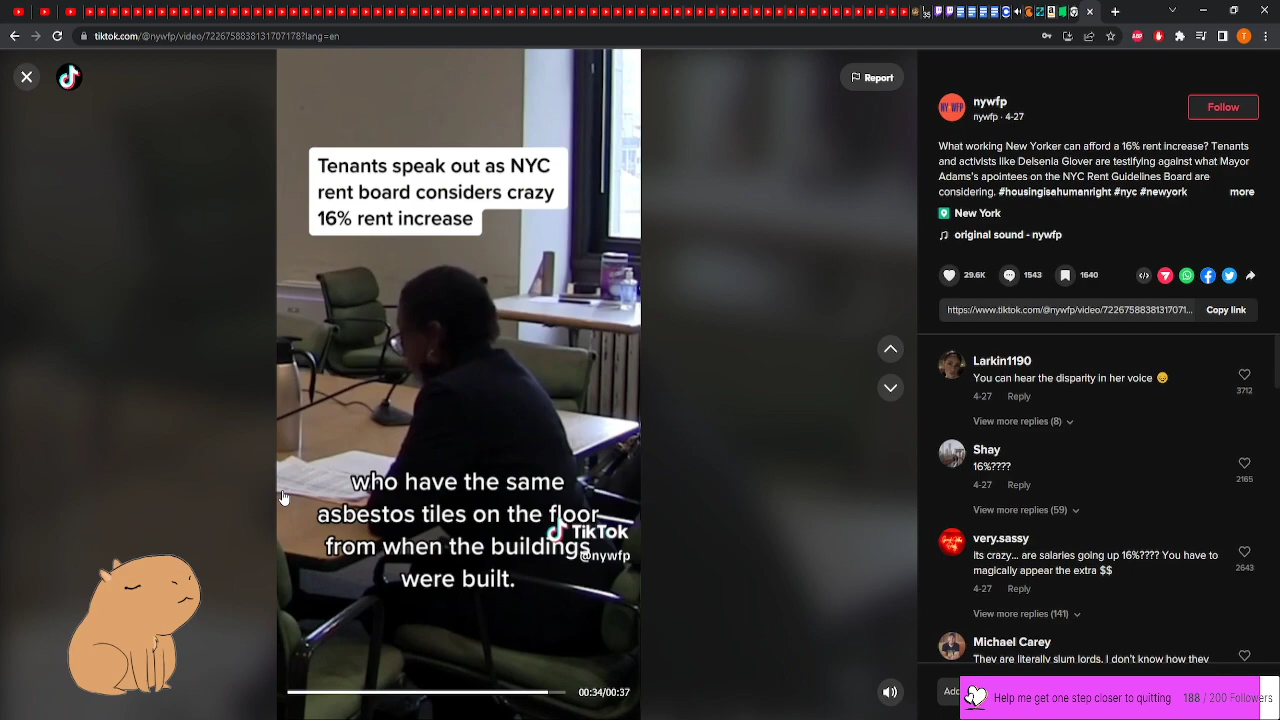 tiktok.com/@nywfp/video/7226758838131707178?lang=en
Report
Tenants speak out as NYC
rent board considers crazy
16% rent increase
who have the same
asbestos tiles on the floor
from when the buildings
were built.
TikTok
@nywfp
00:34/00:37
nywfp
nywfp · 4-27
Follow
What working New Yorker can afford a 16% rent increase? Tenants
and activists like Denise Glover are testifying against what Mayor
Adams's apointees on the NYC Rent Guidelines Board are
considering. #housingisahumanright #nyc #newyork more
New York
original sound - nywfp
29.6K
1543
1640
https://www.tiktok.com/@nywfp/video/72267588381317071...
Copy link
Larkin1190
You can hear the disparity in her voice
4-27 Reply
3712
View more replies (8)
Shay
16%????
4-27 Reply
2165
View more replies (59)
very.sassy
Its crazy.. so salaries are going up 16%???? You have to
magically appear the extra $$
4-27 Reply
2643
View more replies (141)
Michael Carey
They are literally slum lords. I don't know how they
Add
Help me get one step closer to quitting
188 / 200 Follow